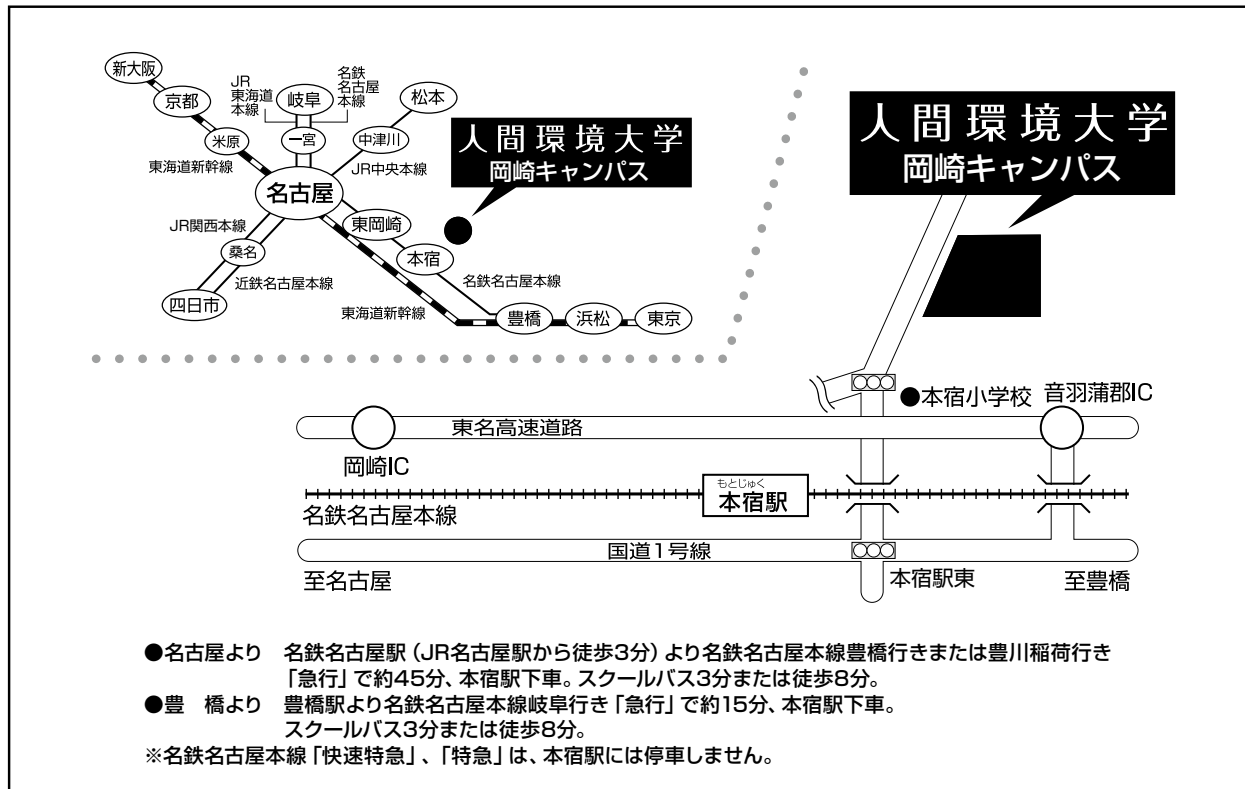 新大阪
京都
米原
東海道新幹線
JR
東海道
本線
岐阜
一宮
名鉄
名古屋
本線
松本
中津川
JR中央本線
名古屋
人間環境大学
岡崎キャンパス
JR関西本線
桑名
近鉄名古屋本線
四日市
東岡崎
本宿
名鉄名古屋本線
東海道新幹線
豊橋
浜松
東京
人間環境大学
岡崎キャンパス
●本宿小学校
音羽蒲郡IC
東名高速道路
岡崎IC
もとじゅく
本宿駅
名鉄名古屋本線
国道1号線
至名古屋
本宿駅東
至豊橋
●名古屋より　名鉄名古屋駅（JR名古屋駅から徒歩3分）より名鉄名古屋本線豊橋行きまたは豊川稲荷行き
「急行」で約45分、本宿駅下車。スクールバス3分または徒歩8分。
●豊　橋より　豊橋駅より名鉄名古屋本線岐阜行き「急行」で約15分、本宿駅下車。
スクールバス3分または徒歩8分。
※名鉄名古屋本線「快速特急」、「特急」は、本宿駅には停車しません。